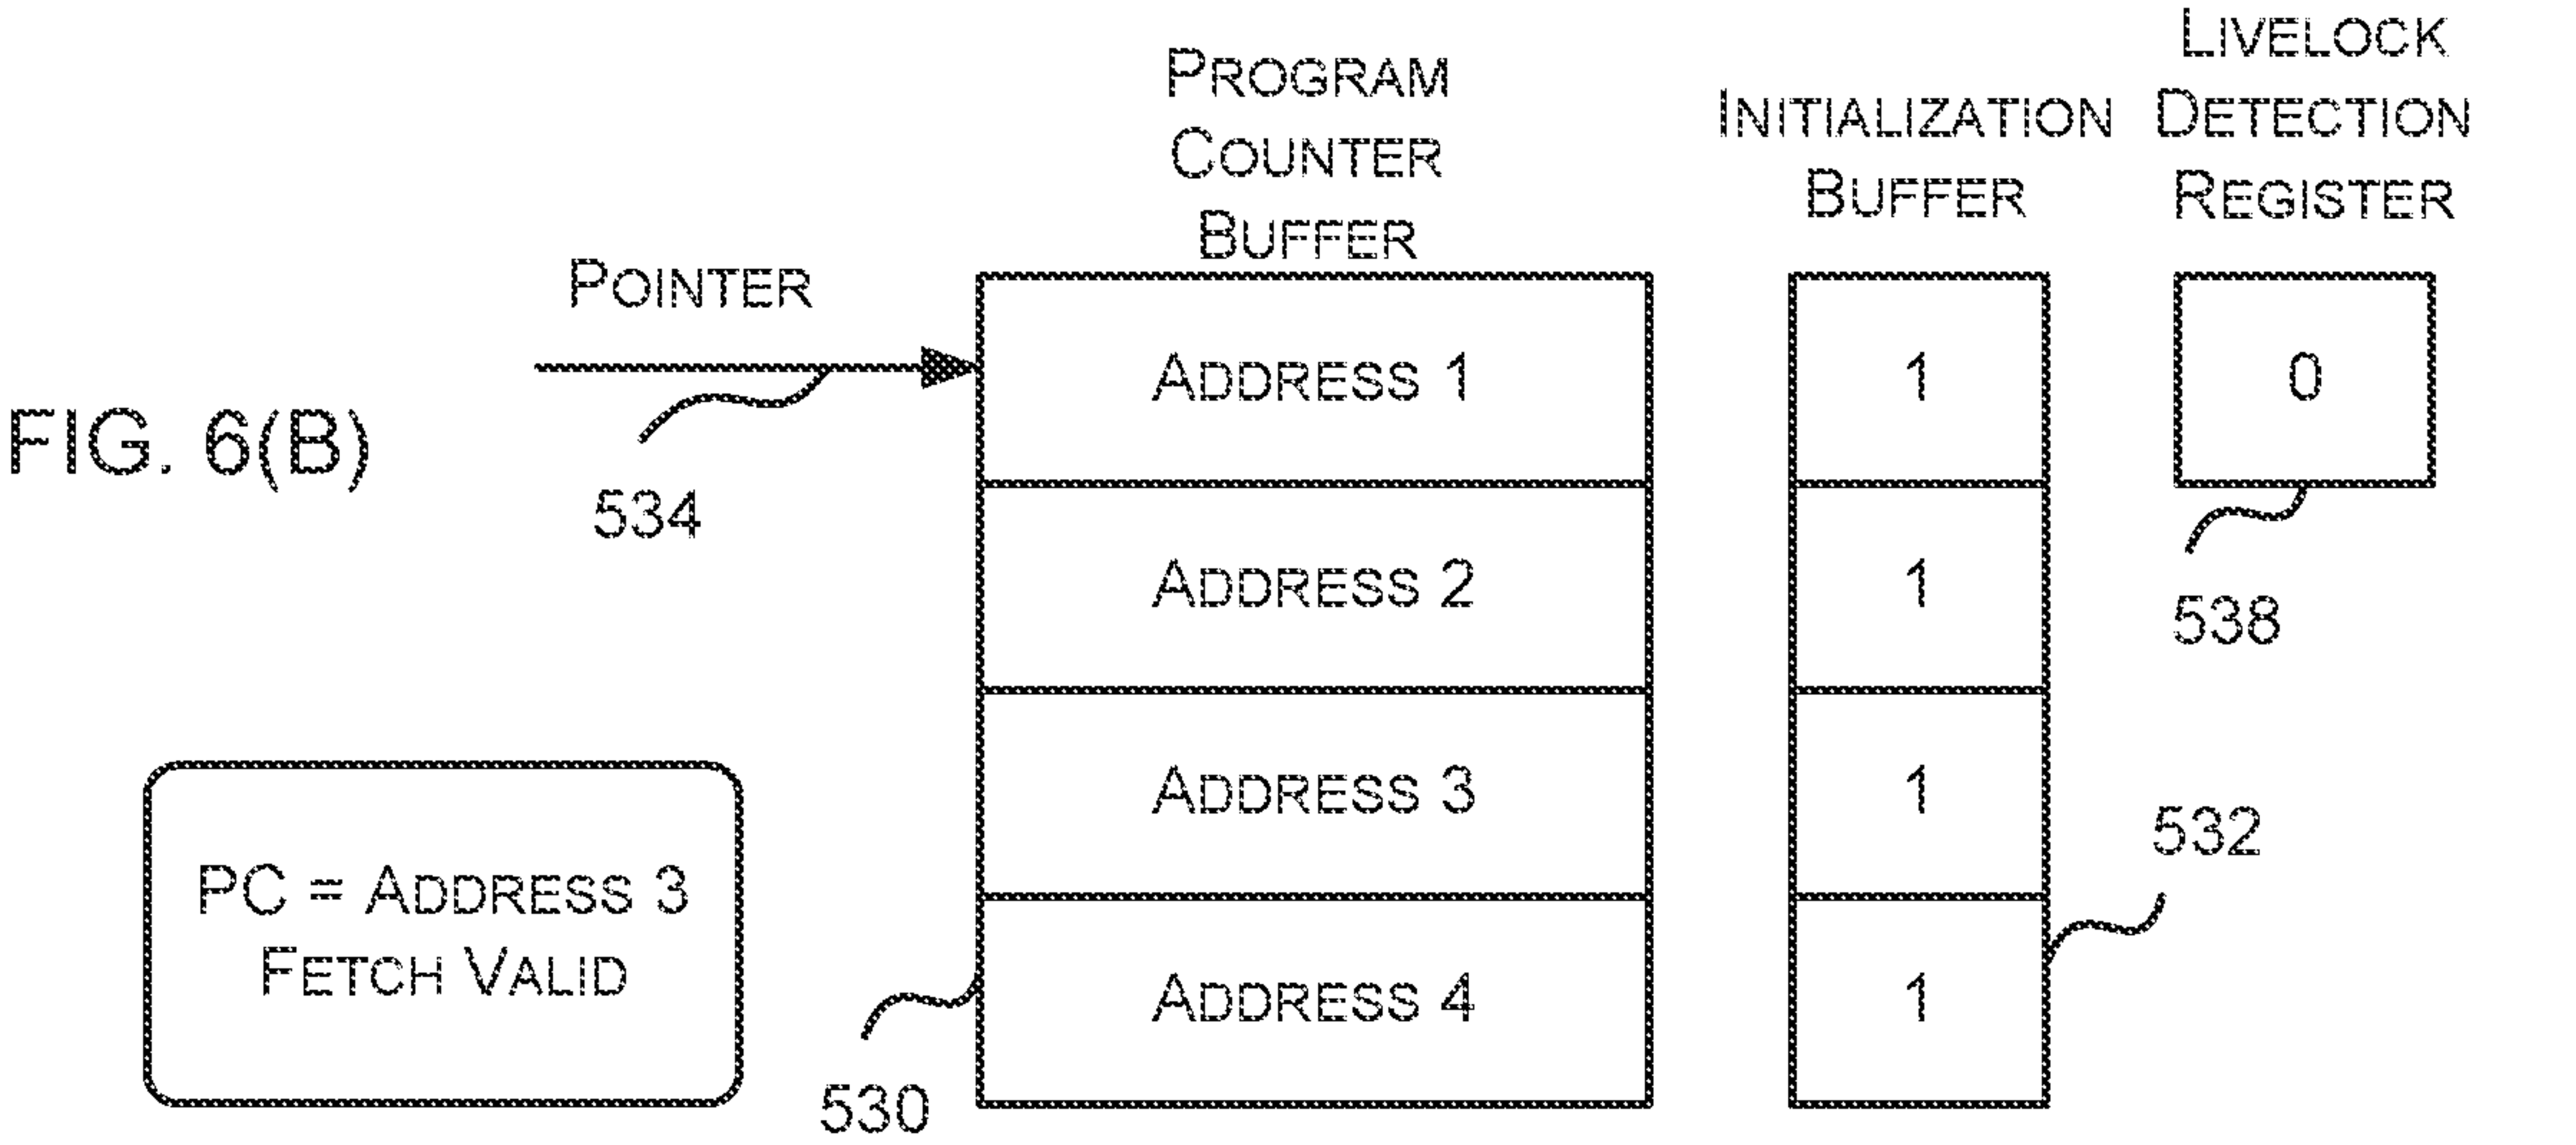 FIG. 6(B)
POINTER
534
PROGRAM
COUNTER
BUFFER
INITIALIZATION
BUFFER
LIVELOCK
DETECTION
REGISTER
ADDRESS 1
1
0
ADDRESS 2
1
538
ADDRESS 3
1
532
ADDRESS 4
1
530
PC = ADDRESS 3
FETCH VALID